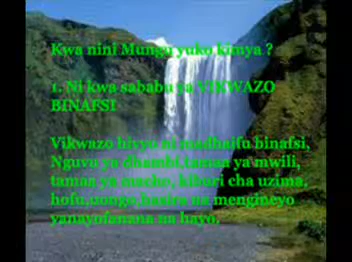 Kwa nini Mungu yuko kimya ?
1. Ni kwa sababu ya VIKWAZO
BINAFSI
Vikwazo hivyo ni madhaifu binafsi,
Nguvu ya dhambi,tamaa ya mwili,
tamaa ya macho, kiburi cha uzima,
hofu,uongo,hasira na mengineyo
yanayofanana na hayo.